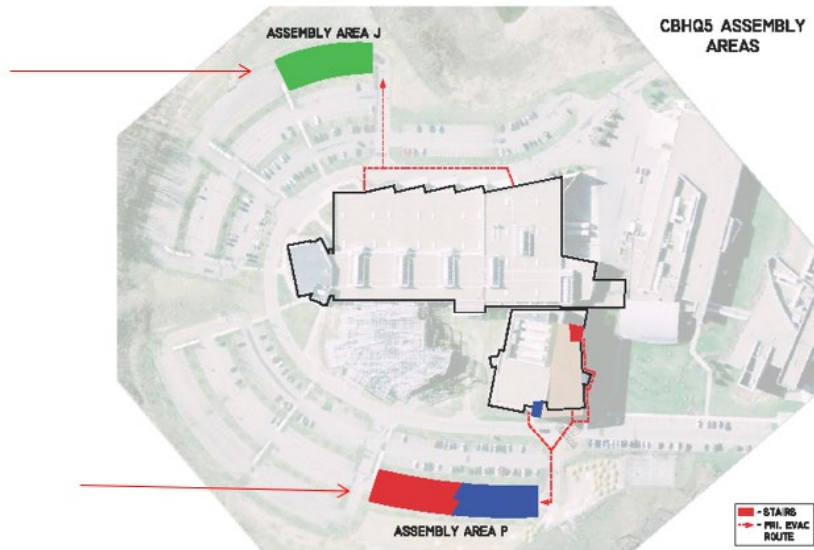 CBHQ5 ASSEMBLY
AREAS
ASSEMBLY AREA J
ASSEMBLY AREA P
- STAIRS
- PRI. EVAC
ROUTE